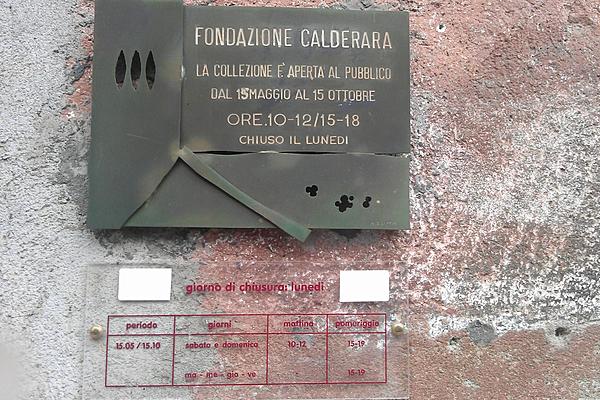 FONDAZIONE CALDERARA
LA COLLEZIONE E' APERTA AL PUBBLICO
DAL 15 MAGGIO AL 15 OTTOBRE
ORE.10-12/15-18
CHIUSO IL LUNEDI
giorno di chiusura: lunedì
periodo giorni mattina pomeriggio
15.05 / 15.10 sabato e domenica 10-12 15-19
ma - me - gio - ve - 15-19